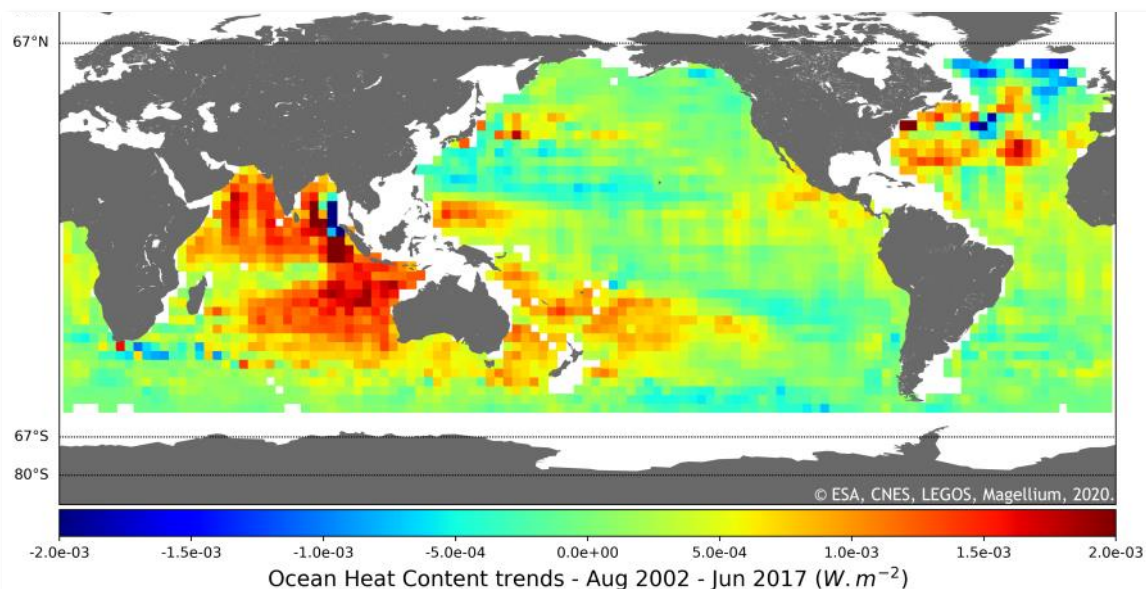 67°N
67°S
80°S
© ESA, CNES, LEGOS, Magellium, 2020.
-2.0e-03 -1.5e-03 -1.0e-03 -5.0e-04 0.0e+00 5.0e-04 1.0e-03 1.5e-03 2.0e-03
Ocean Heat Content trends - Aug 2002 - Jun 2017 (W.m⁻²)